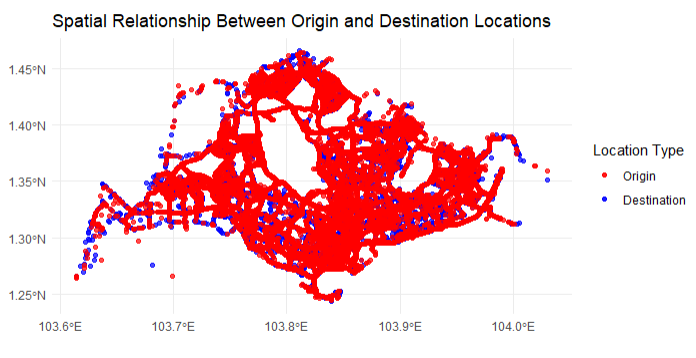 Spatial Relationship Between Origin and Destination Locations
1.45°N
1.40°N
1.35°N
1.30°N
1.25°N
103.6°E
103.7°E
103.8°E
103.9°E
104.0°E
Location Type
Origin
Destination